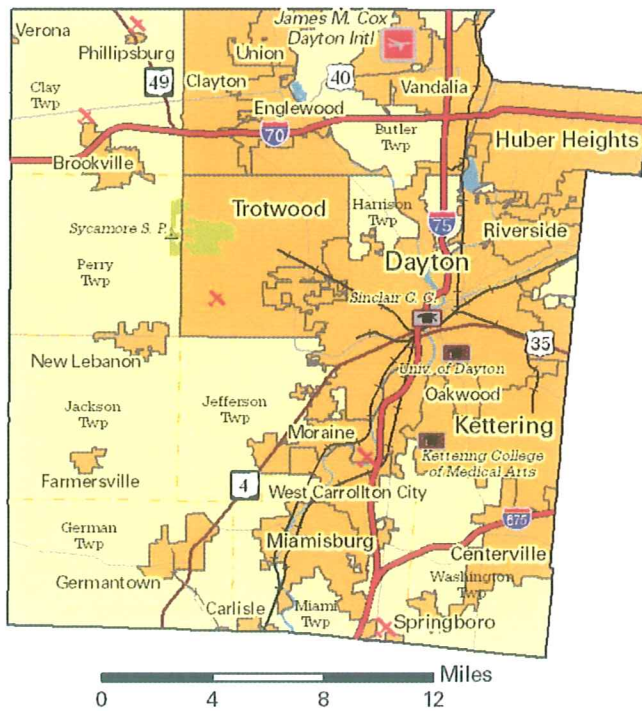 James M. Cox
Dayton Intl
Verona
Phillipsburg
Union
49
Clayton
40
Clay
Twp
Vandalia
Englewood
70
Butler
Twp
Huber Heights
Brookville
Trotwood
Harrison
Twp
75
Riverside
Sycamore S. P.
Dayton
Perry
Twp
Sinclair C. C.
35
New Lebanon
Univ. of Dayton
Oakwood
Jackson
Twp
Jefferson
Twp
Moraine
Kettering
Farmersville
Kettering College
of Medical Arts
4
West Carrollton City
German
Twp
675
Miamisburg
Centerville
Germantown
Washington
Twp
Carlisle
Miami
Twp
Springboro
Miles
0 4 8 12